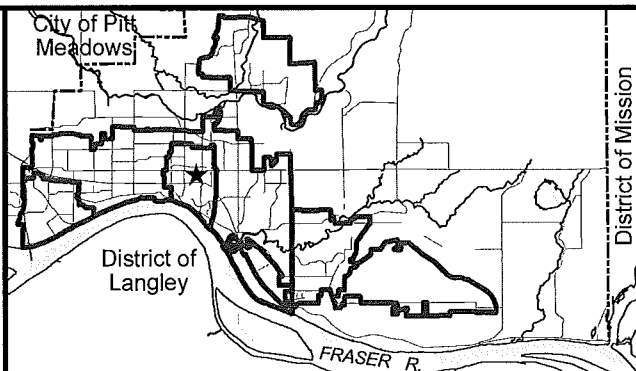 City of Pitt
Meadows
District of Mission
District of
Langley
FRASER R.